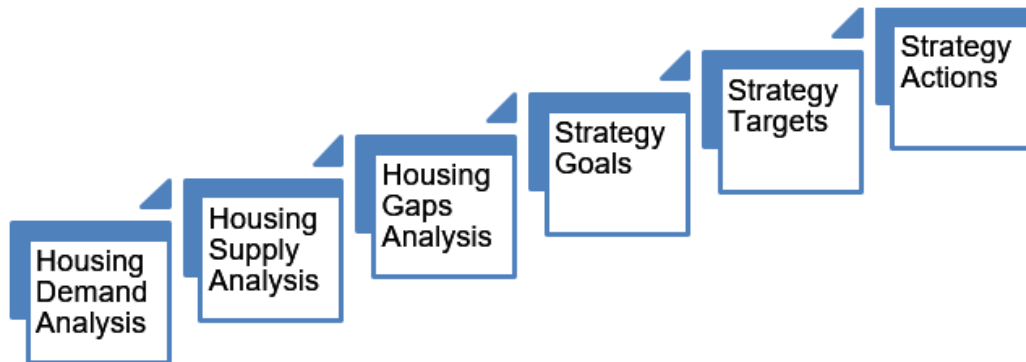 Housing
Demand
Analysis
Housing
Supply
Analysis
Housing
Gaps
Analysis
Strategy
Goals
Strategy
Targets
Strategy
Actions